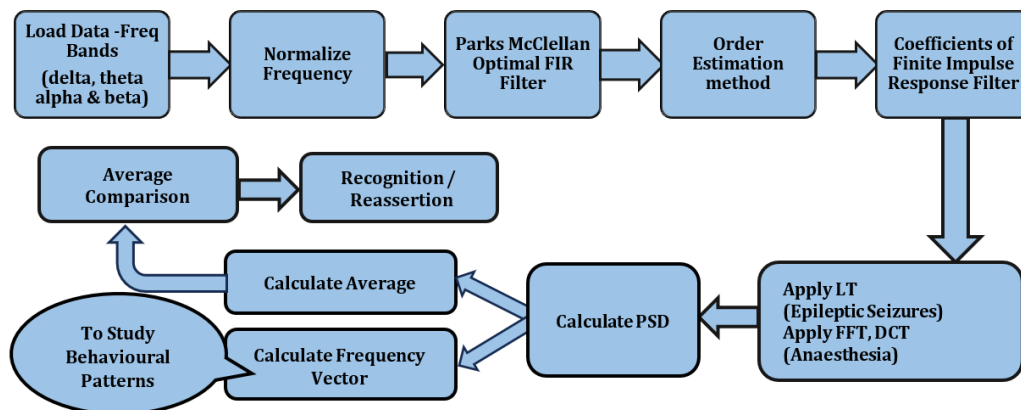 Load Data -Freq
Bands
(delta, theta
alpha & beta)
Normalize
Frequency
Parks McClellan
Optimal FIR
Filter
Order
Estimation
method
Coefficients of
Finite Impulse
Response Filter
Apply LT
(Epileptic Seizures)
Apply FFT, DCT
(Anaesthesia)
Calculate PSD
Calculate Average
Calculate Frequency
Vector
To Study
Behavioural
Patterns
Average
Comparison
Recognition /
Reassertion